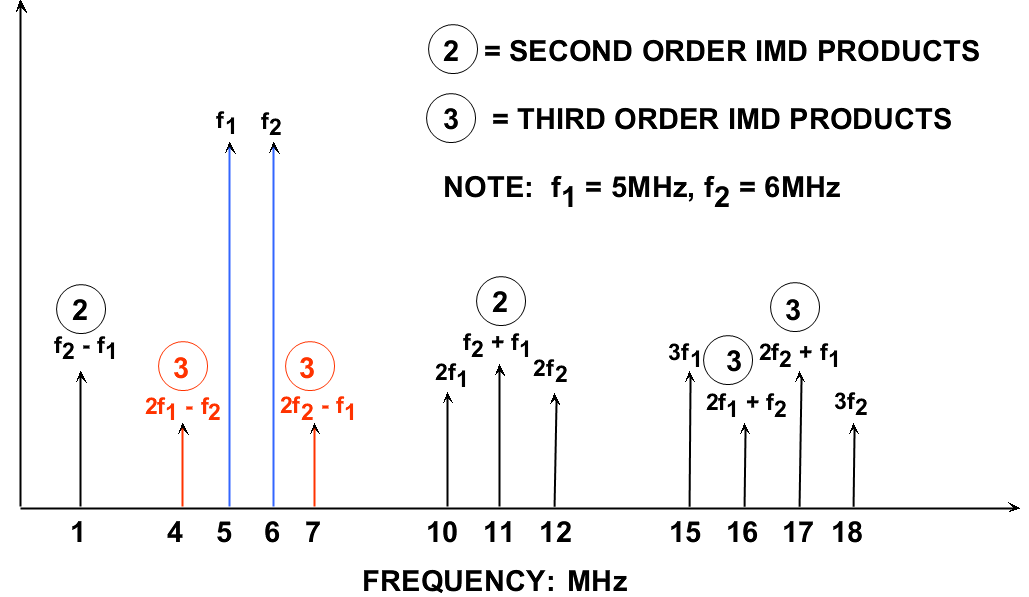 ② = SECOND ORDER IMD PRODUCTS
③ = THIRD ORDER IMD PRODUCTS
NOTE: f₁ = 5MHz, f₂ = 6MHz
f₁ f₂
②
f₂ - f₁
③
2f₁ - f₂
③
2f₂ - f₁
②
f₂ + f₁
2f₁
2f₂
3f₁
③
2f₁ + f₂
③
2f₂ + f₁
3f₂
1 4 5 6 7 10 11 12 15 16 17 18
FREQUENCY: MHz